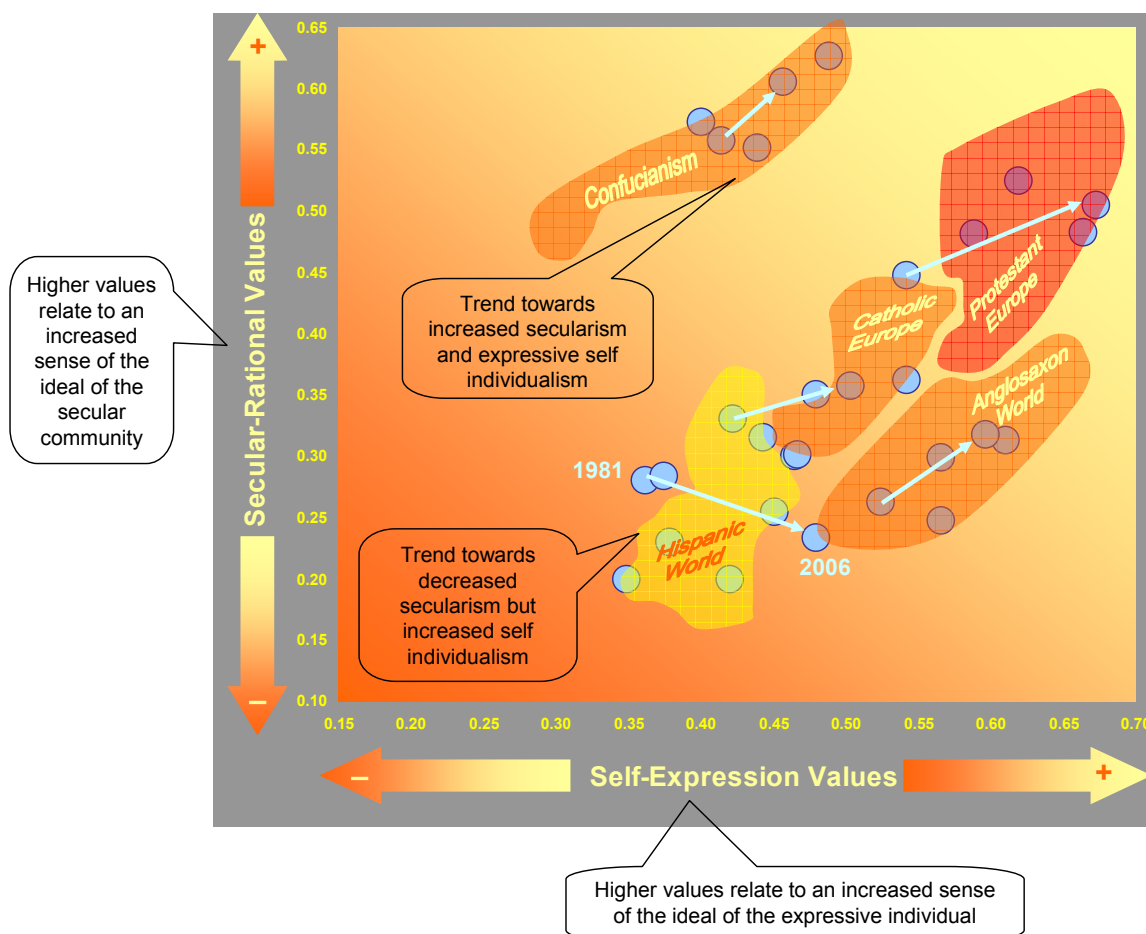 +
0.65
0.60
0.55
0.50
0.45
0.40
0.35
0.30
0.25
0.20
0.15
0.10
–
Secular-Rational Values
Higher values
relate to an
increased
sense of the
ideal of the
secular
community
Confucianism
Trend towards
increased secularism
and expressive self
individualism
Catholic
Europe
Protestant
Europe
Anglosaxon
World
1981
Hispanic
World
2006
Trend towards
decreased
secularism but
increased self
individualism
0.15 0.20 0.25 0.30 0.35 0.40 0.45 0.50 0.55 0.60 0.65 0.70
– Self-Expression Values +
Higher values relate to an increased sense
of the ideal of the expressive individual